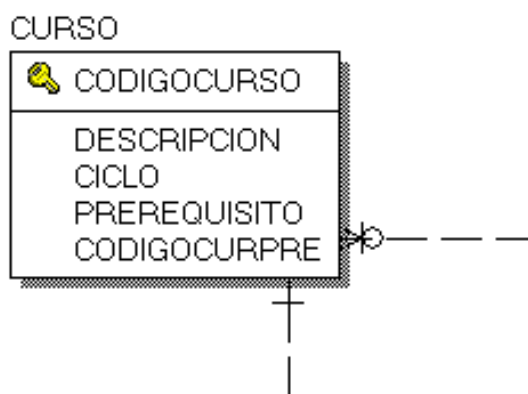 CURSO
CODIGOCURSO
DESCRIPCION
CICLO
PREREQUISITO
CODIGOCURPRE